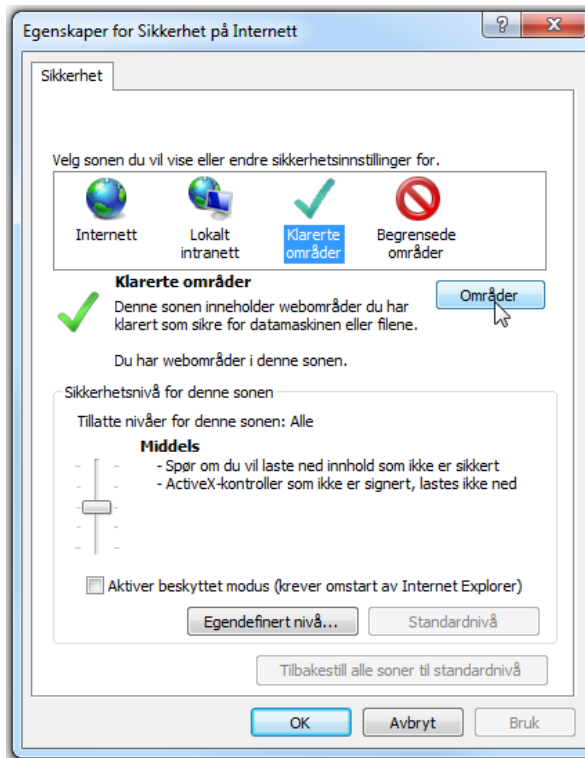 Egenskaper for Sikkerhet på Internett
Sikkerhet
Velg sonen du vil vise eller endre sikkerhetsinnstillinger for.
Internett
Lokalt
intranett
Klarerte
områder
Begrensede
områder
Klarerte områder
Denne sonen inneholder webområder du har
klarert som sikre for datamaskinen eller filene.
Områder
Du har webområder i denne sonen.
Sikkerhetsnivå for denne sonen
Tillatte nivåer for denne sonen: Alle
Middels
- Spør om du vil laste ned innhold som ikke er sikkert
- ActiveX-kontroller som ikke er signert, lastes ikke ned
Aktiver beskyttet modus (krever omstart av Internet Explorer)
Egendefinert nivå...
Standardnivå
Tilbakestill alle soner til standardnivå
OK
Avbryt
Bruk